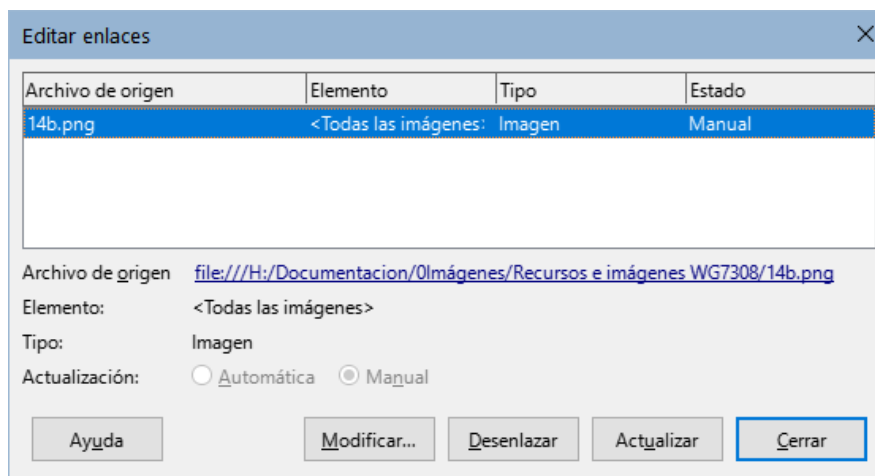 Editar enlaces
Archivo de origen Elemento Tipo Estado
14b.png <Todas las imágenes: Imagen Manual
Archivo de origen file:///H:/Documentacion/0Imágenes/Recursos e imágenes WG7308/14b.png
Elemento: <Todas las imágenes>
Tipo: Imagen
Actualización: Automática Manual
Ayuda Modificar... Desenlazar Actualizar Cerrar